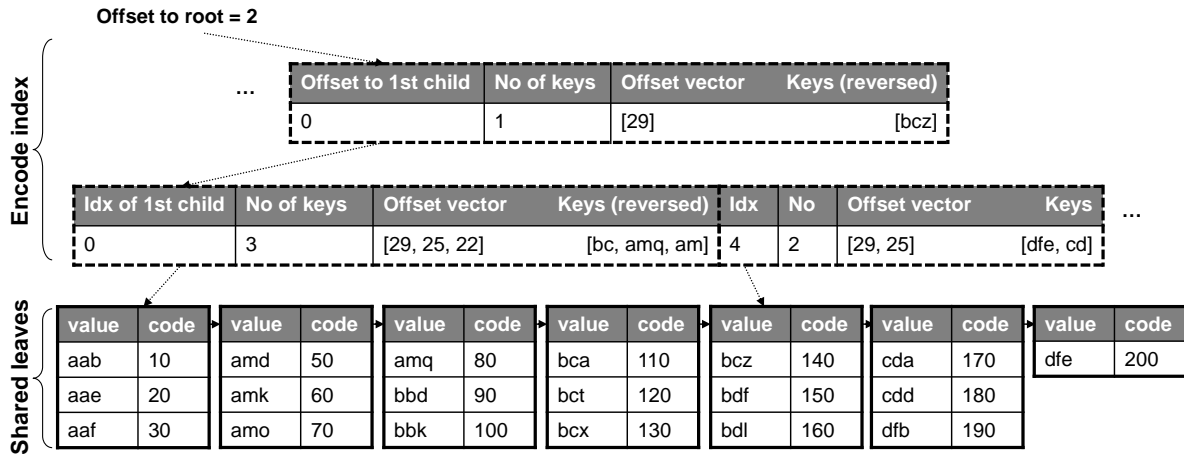 Offset to root = 2
Encode index
...
Offset to 1st child No of keys Offset vector Keys (reversed)
0 1 [29] [bcz]
Idx of 1st child No of keys Offset vector Keys (reversed) Idx No Offset vector Keys
...
0 3 [29, 25, 22] [bc, amq, am] 4 2 [29, 25] [dfe, cd]
Shared leaves
value code value code value code value code value code value code value code
aab 10 amd 50 amq 80 bca 110 bcz 140 cda 170 dfe 200
aae 20 amk 60 bbd 90 bct 120 bdf 150 cdd 180
aaf 30 amo 70 bbk 100 bcx 130 bdl 160 dfb 190